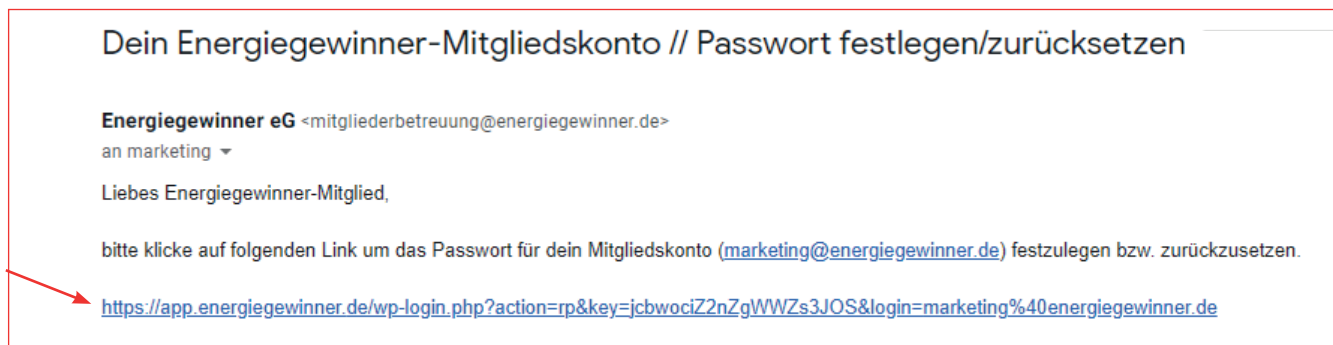 Dein Energiegewinner-Mitgliedskonto // Passwort festlegen/zurücksetzen
Energiegewinner eG <mitgliederbetreuung@energiegewinner.de>
an marketing
Liebes Energiegewinner-Mitglied,
bitte klicke auf folgenden Link um das Passwort für dein Mitgliedskonto (marketing@energiegewinner.de) festzulegen bzw. zurückzusetzen.
https://app.energiegewinner.de/wp-login.php?action=rp&key=jcbwociZ2nZgWWZs3JOS&login=marketing%40energiegewinner.de